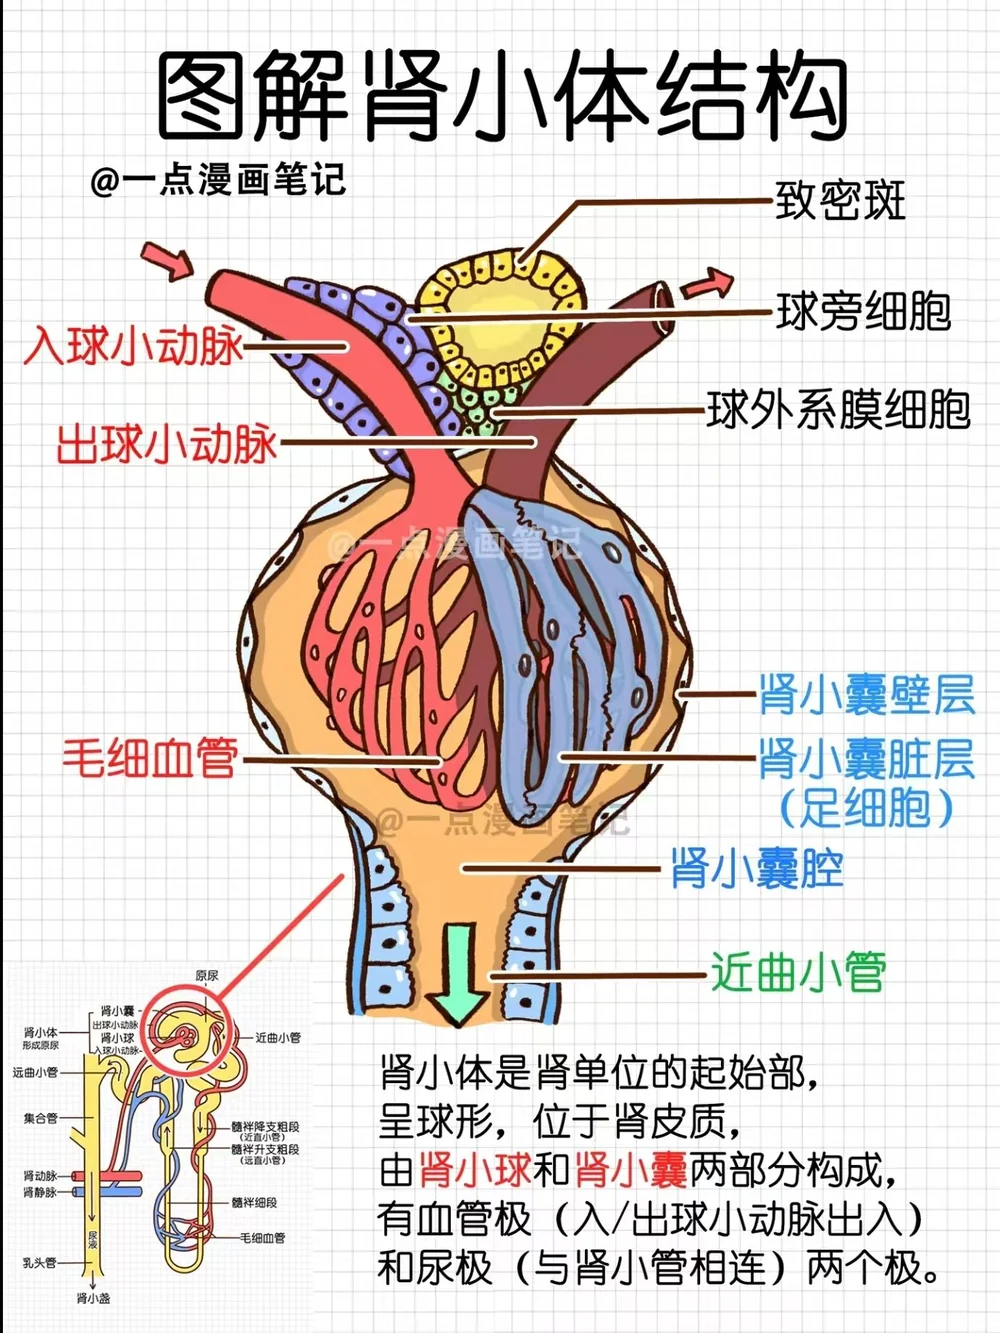 图解肾小体结构
@一点漫画笔记
致密斑
球旁细胞
入球小动脉
球外系膜细胞
出球小动脉
@一点漫画笔记
肾小囊壁层
毛细血管
肾小囊脏层
（足细胞）
@一点漫画笔记
肾小囊腔
近曲小管
原尿
肾小囊
出球小动脉
肾小体
肾小球
形成原尿
入球小动脉
近曲小管
远曲小管
集合管
髓袢降支粗段
（近直小管）
髓袢升支粗段
（远直小管）
肾动脉
肾静脉
髓袢细段
尿液
毛细血管
乳头管
肾小盏
肾小体是肾单位的起始部，
呈球形，位于肾皮质，
由肾小球和肾小囊两部分构成，
有血管极（入/出球小动脉出入）
和尿极（与肾小管相连）两个极。